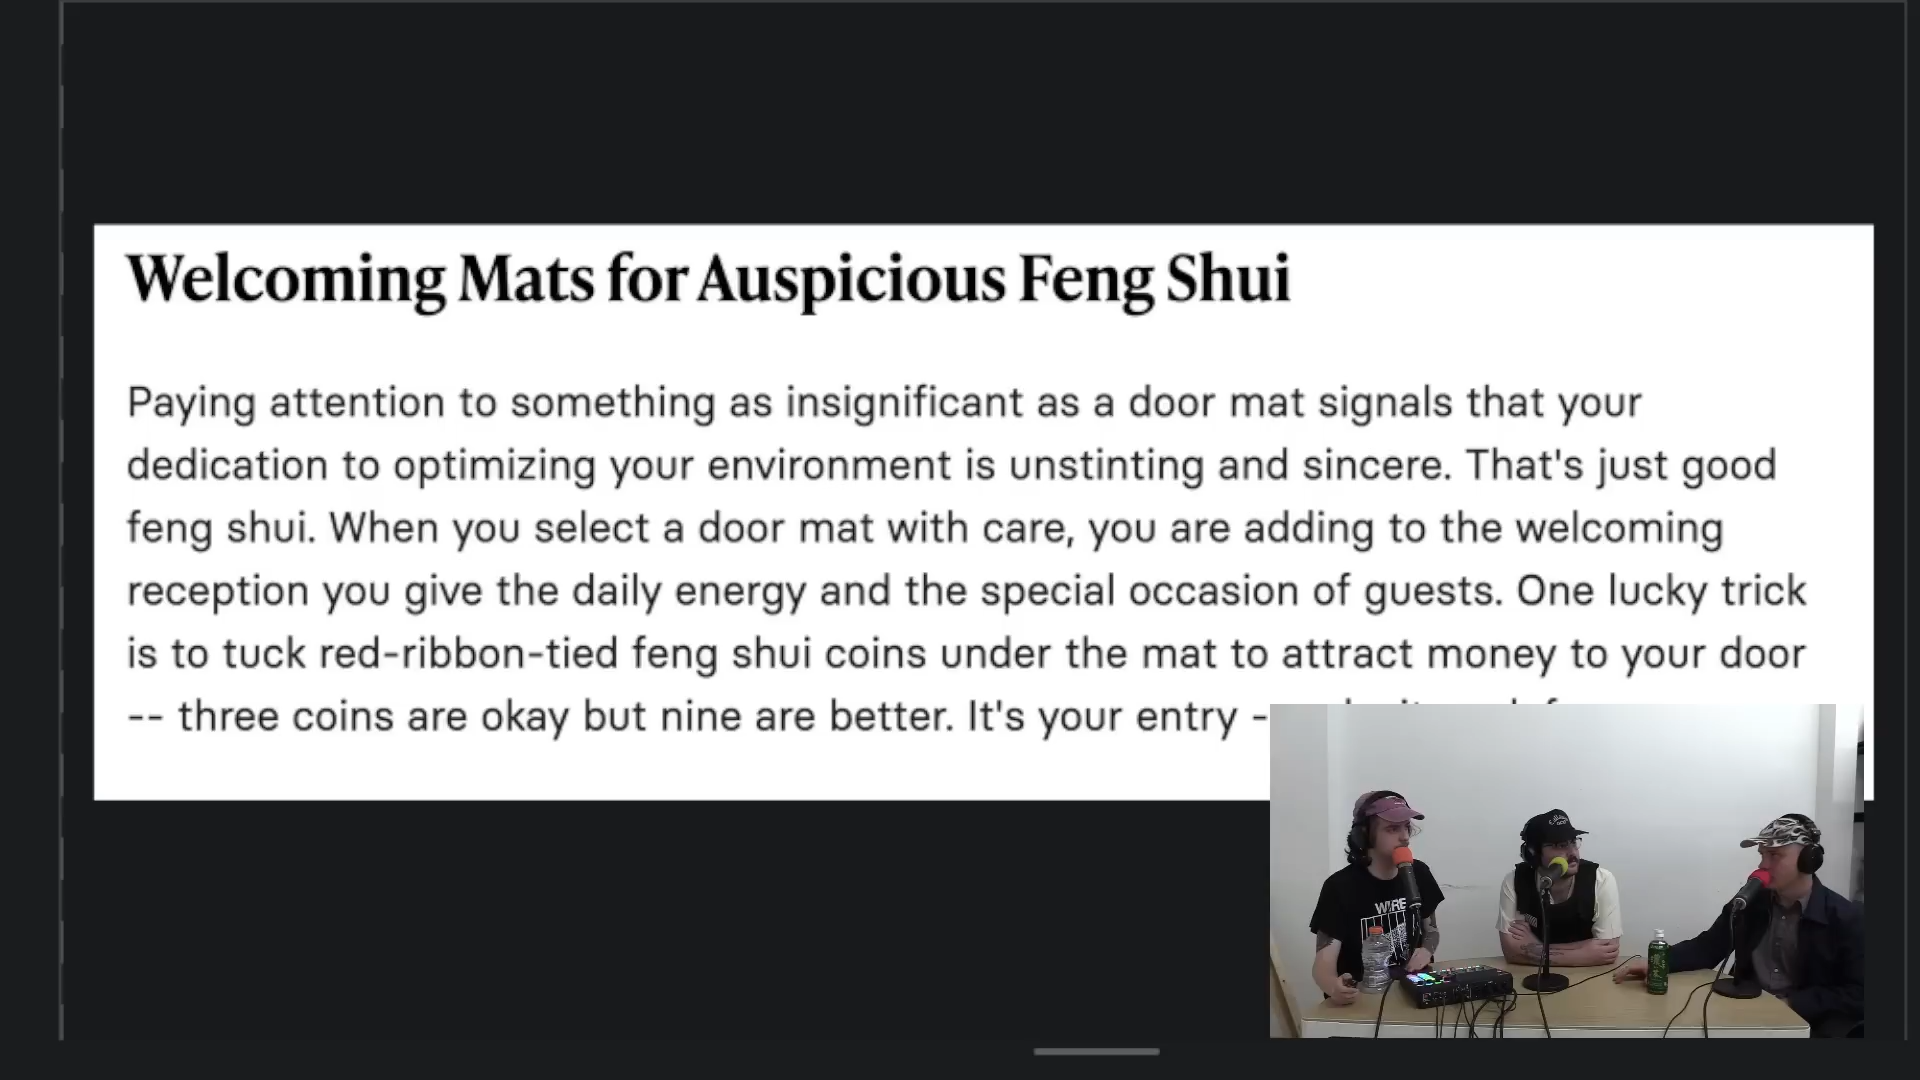 Welcoming Mats for Auspicious Feng Shui
Paying attention to something as insignificant as a door mat signals that your
dedication to optimizing your environment is unstinting and sincere. That's just good
feng shui. When you select a door mat with care, you are adding to the welcoming
reception you give the daily energy and the special occasion of guests. One lucky trick
is to tuck red-ribbon-tied feng shui coins under the mat to attract money to your door
-- three coins are okay but nine are better. It's your entry -
WIRE